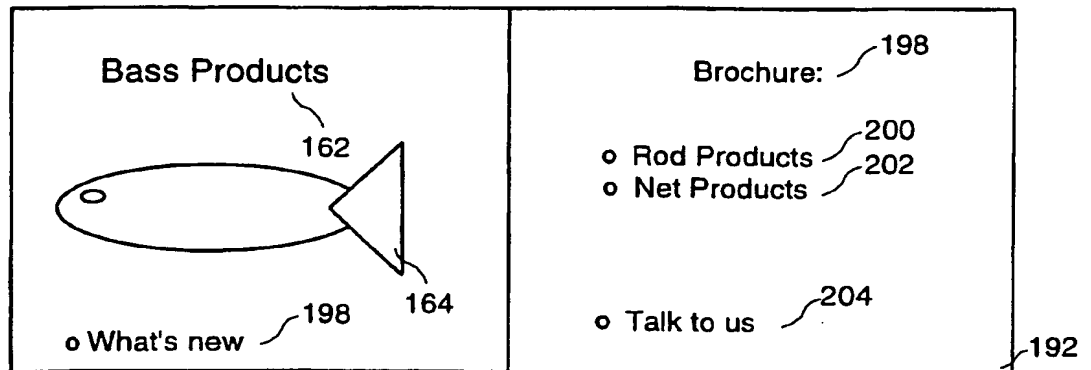 Bass Products
162
164
What's new
198
Brochure:
198
Rod Products
200
Net Products
202
Talk to us
204
192